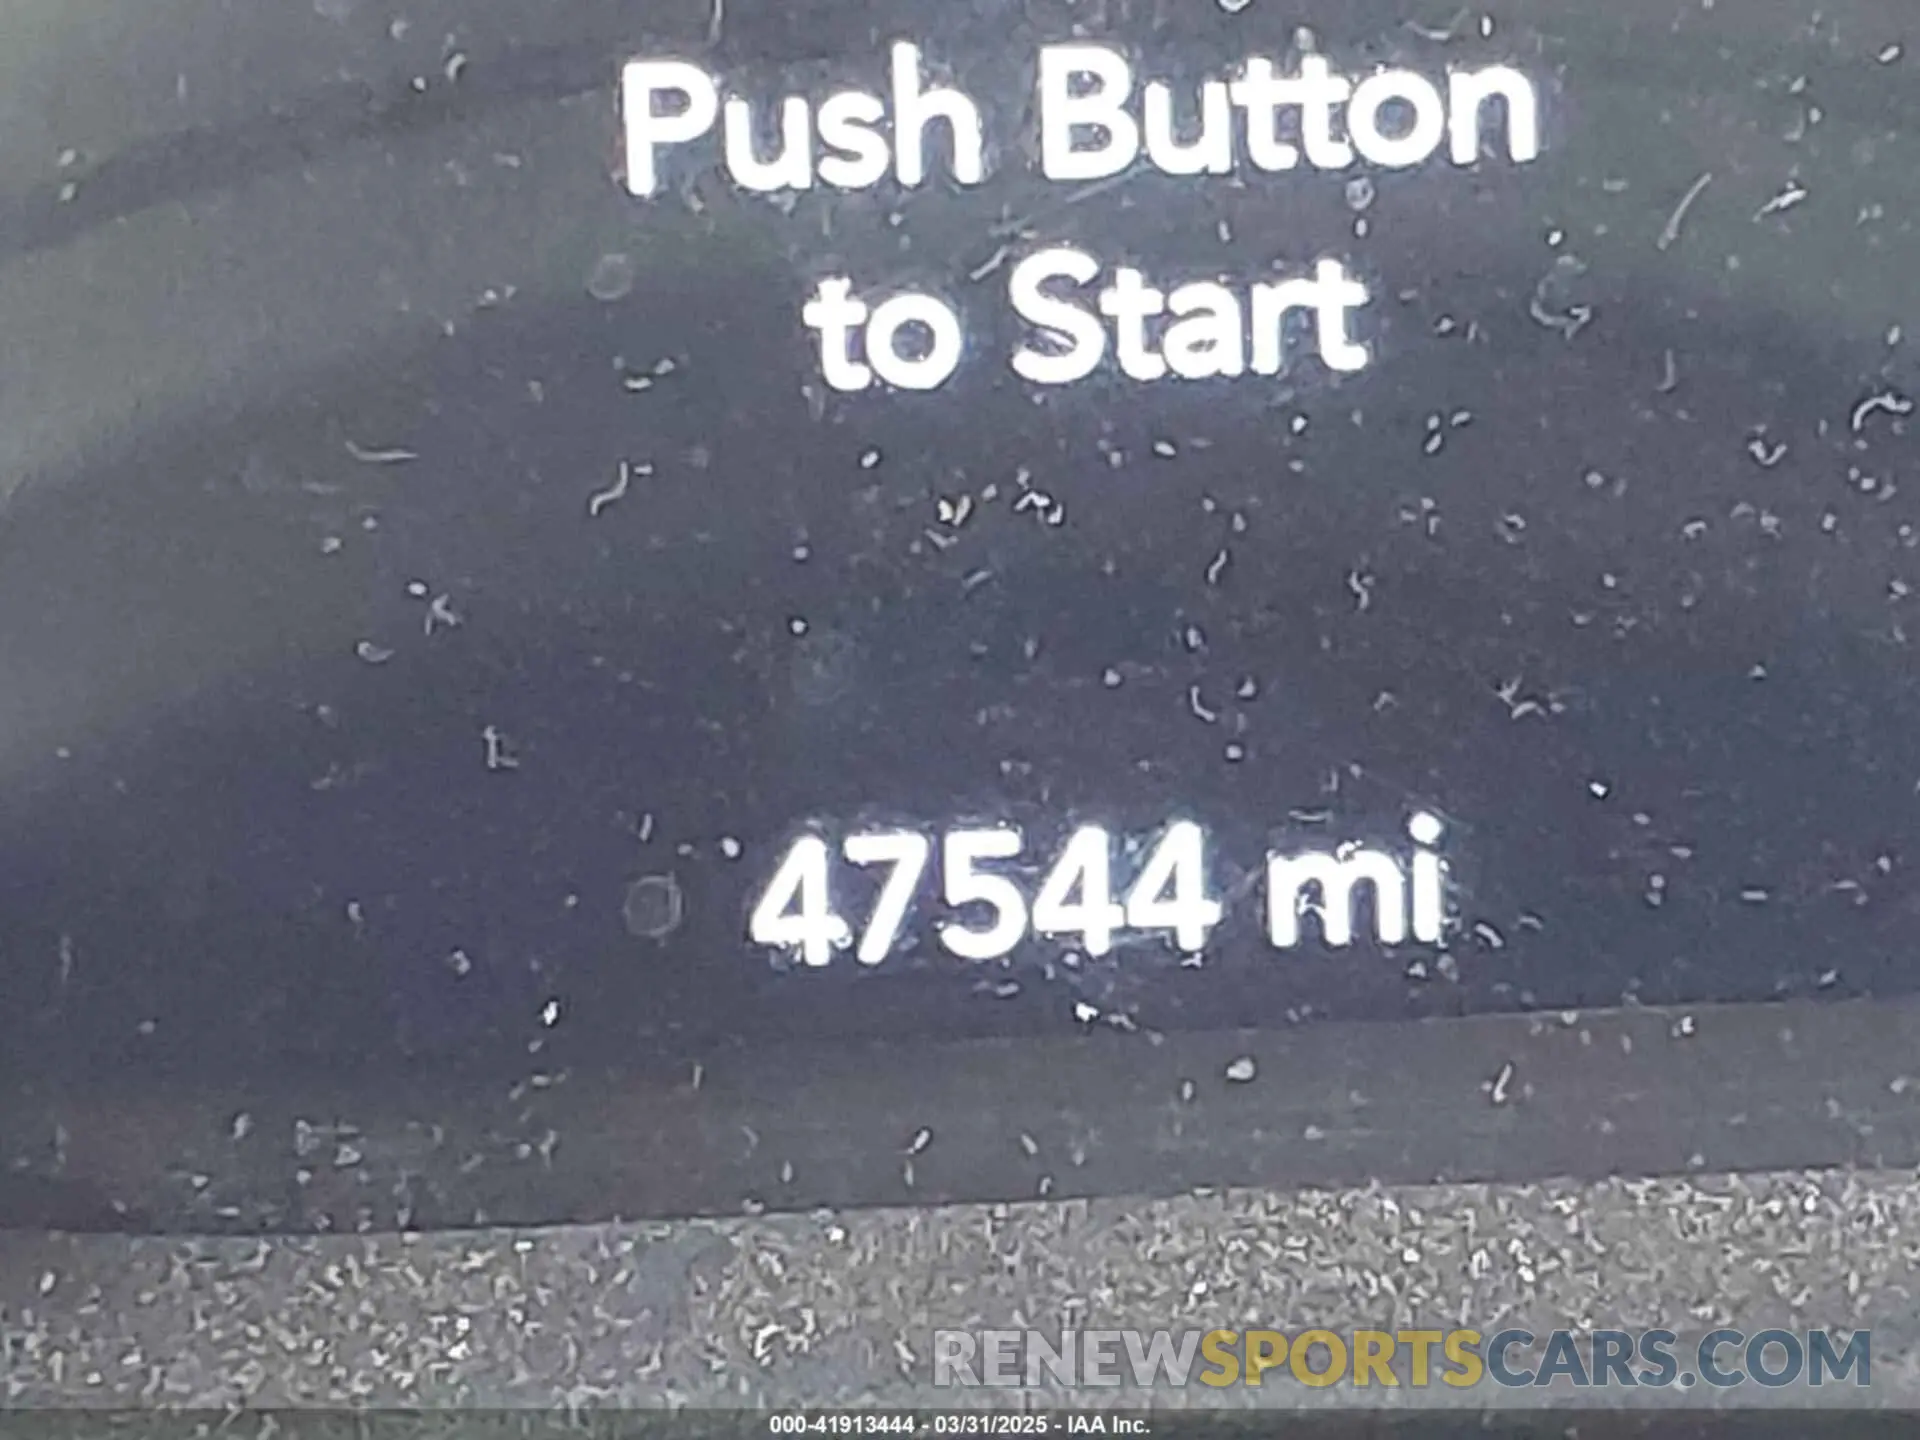 Push Button
to Start
47544 mi
RENEWSPORTSCARS.COM
000-41913444 - 03/31/2025 - IAA Inc.